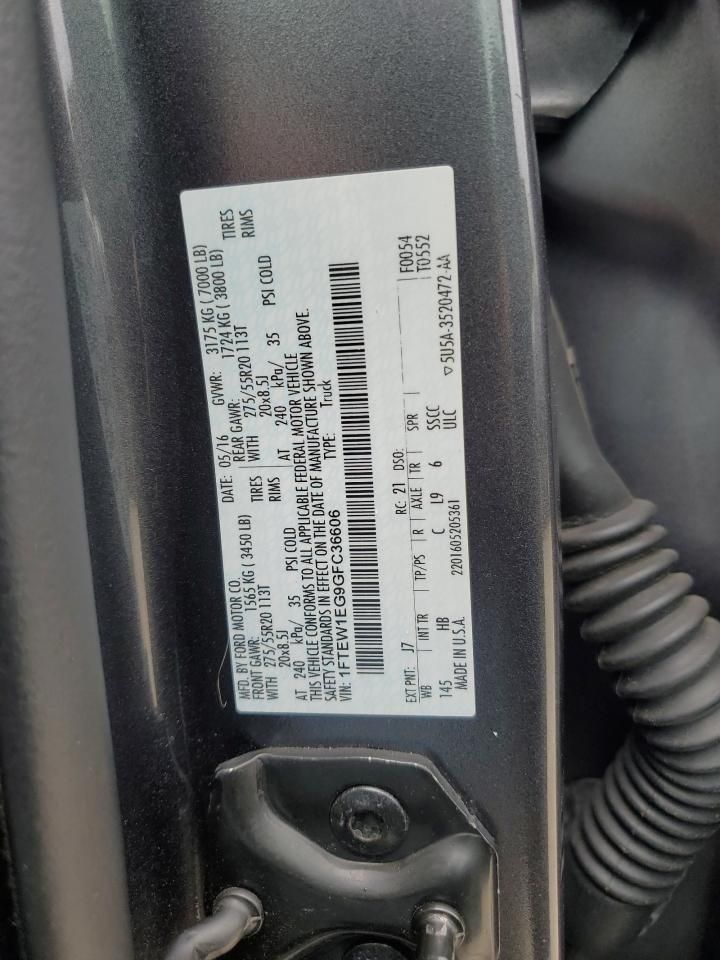 MFD. BY FORD MOTOR CO. DATE: 05/16 GVWR: 3175 KG ( 7000 LB)
FRONT GAWR: 1565 KG ( 3450 LB) REAR GAWR: 1724 KG ( 3800 LB)
WITH 275/55R20 113T TIRES WITH 275/55R20 113T TIRES
20x8.5J RIMS 20x8.5J RIMS
AT 240 kPa/ 35 PSI COLD AT 240 kPa/ 35 PSI COLD
THIS VEHICLE CONFORMS TO ALL APPLICABLE FEDERAL MOTOR VEHICLE
SAFETY STANDARDS IN EFFECT ON THE DATE OF MANUFACTURE SHOWN ABOVE.
VIN: 1FTEW1EG9GFC36606 TYPE: Truck
EXT PNT: J7 RC: 21 DSO: F0054
WB INT TR TP/PS R AXLE TR SPR T0552
145 HB C L9 6 SSCC
MADE IN U.S.A. 2201605205361 ULC ▽5U5A-3520472-AA